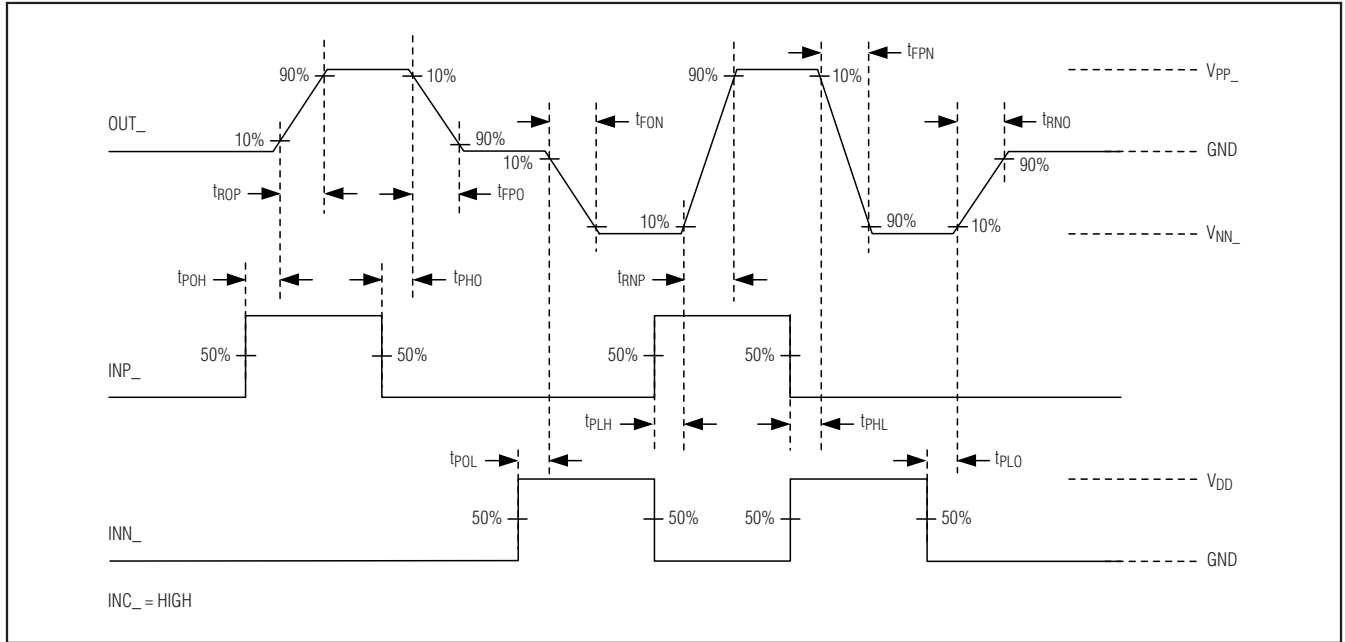 tFPN
90% 10% 90% 10% VPP_
OUT_ 10% 90% tFON tRNO
10% GND
90%
tROP tFPO
10% 90% 10% VNN_
tPOH tPHO tRNP
50% 50% 50% 50%
INP_
tPLH tPHL
tPOL tPLO
VDD
50% 50% 50% 50%
INN_
GND
INC_ = HIGH